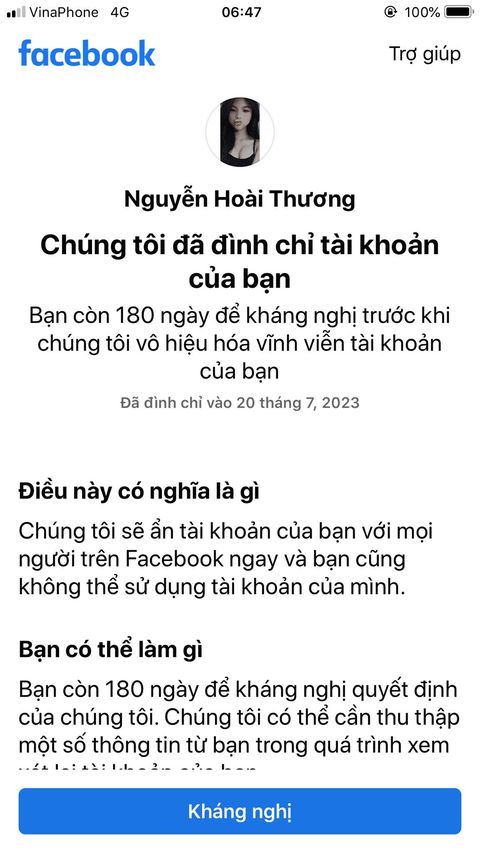 VinaPhone 4G 06:47 100%
facebook Trợ giúp
Nguyễn Hoài Thương
Chúng tôi đã đình chỉ tài khoản
của bạn
Bạn còn 180 ngày để kháng nghị trước khi
chúng tôi vô hiệu hóa vĩnh viễn tài khoản
của bạn
Đã đình chỉ vào 20 tháng 7, 2023
Điều này có nghĩa là gì
Chúng tôi sẽ ẩn tài khoản của bạn với mọi
người trên Facebook ngay và bạn cũng
không thể sử dụng tài khoản của mình.
Bạn có thể làm gì
Bạn còn 180 ngày để kháng nghị quyết định
của chúng tôi. Chúng tôi có thể cần thu thập
một số thông tin từ bạn trong quá trình xem
Kháng nghị